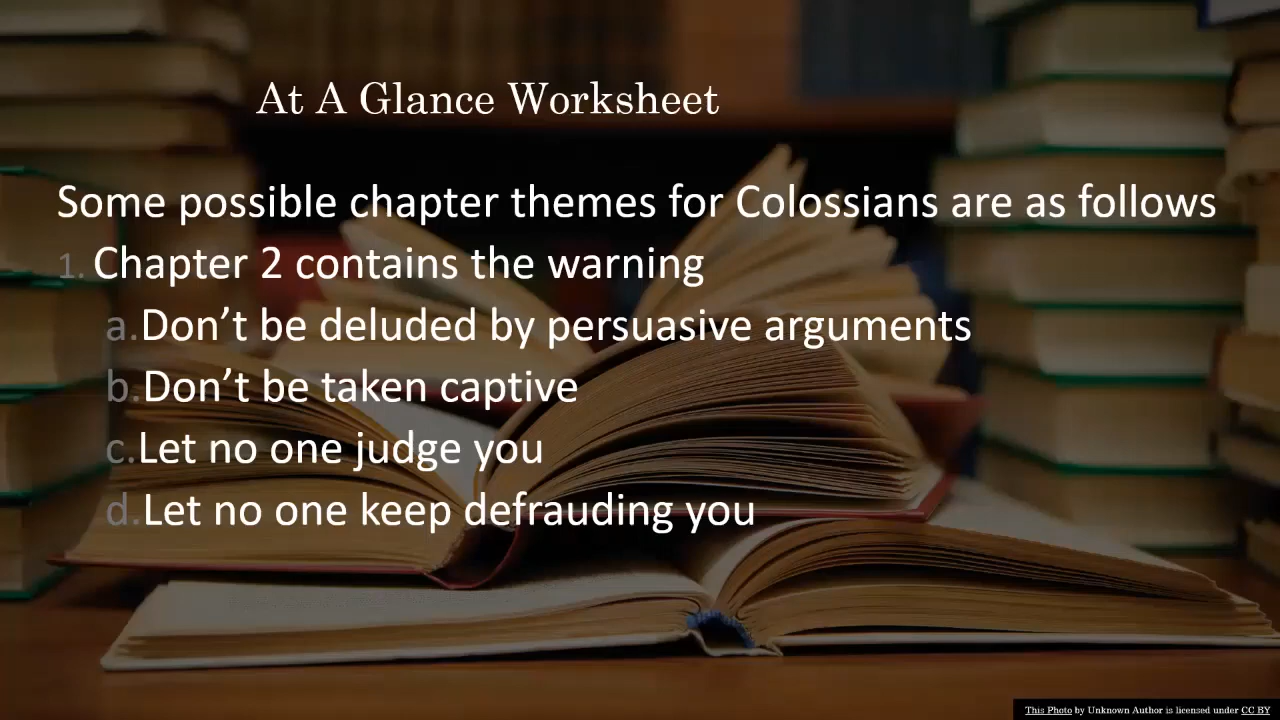 At A Glance Worksheet
Some possible chapter themes for Colossians are as follows
1. Chapter 2 contains the warning
a. Don’t be deluded by persuasive arguments
b. Don’t be taken captive
c. Let no one judge you
d. Let no one keep defrauding you
This Photo by Unknown Author is licensed under CC BY